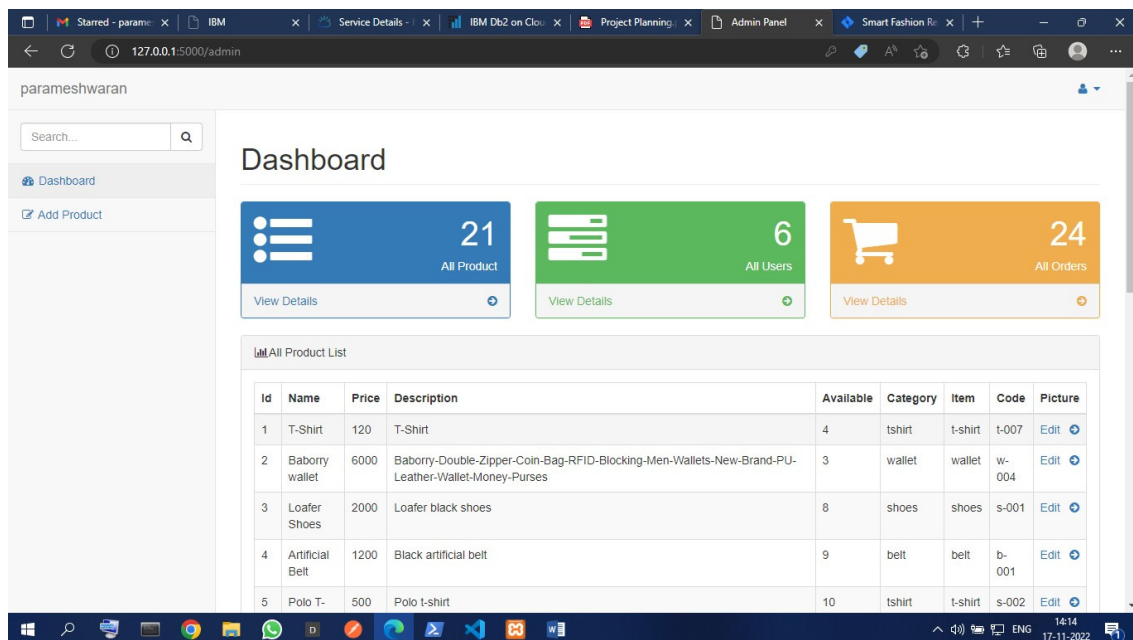 Starred - parame
IBM
Service Details -
IBM Db2 on Clou
Project Planning.
Admin Panel
Smart Fashion Re
127.0.0.1:5000/admin
parameshwaran
Search...
Dashboard
Add Product
Dashboard
21
All Product
View Details
6
All Users
View Details
24
All Orders
View Details
All Product List
Id Name Price Description Available Category Item Code Picture
1 T-Shirt 120 T-Shirt 4 tshirt t-shirt t-007 Edit
2 Baborry 6000 Baborry-Double-Zipper-Coin-Bag-RFID-Blocking-Men-Wallets-New-Brand-PU- 3 wallet wallet w- Edit
wallet Leather-Wallet-Money-Purses 004
3 Loafer 2000 Loafer black shoes 8 shoes shoes s-001 Edit
Shoes
4 Artificial 1200 Black artificial belt 9 belt belt b- Edit
Belt 001
5 Polo T- 500 Polo t-shirt 10 tshirt t-shirt s-002 Edit
ENG
14:14
17-11-2022